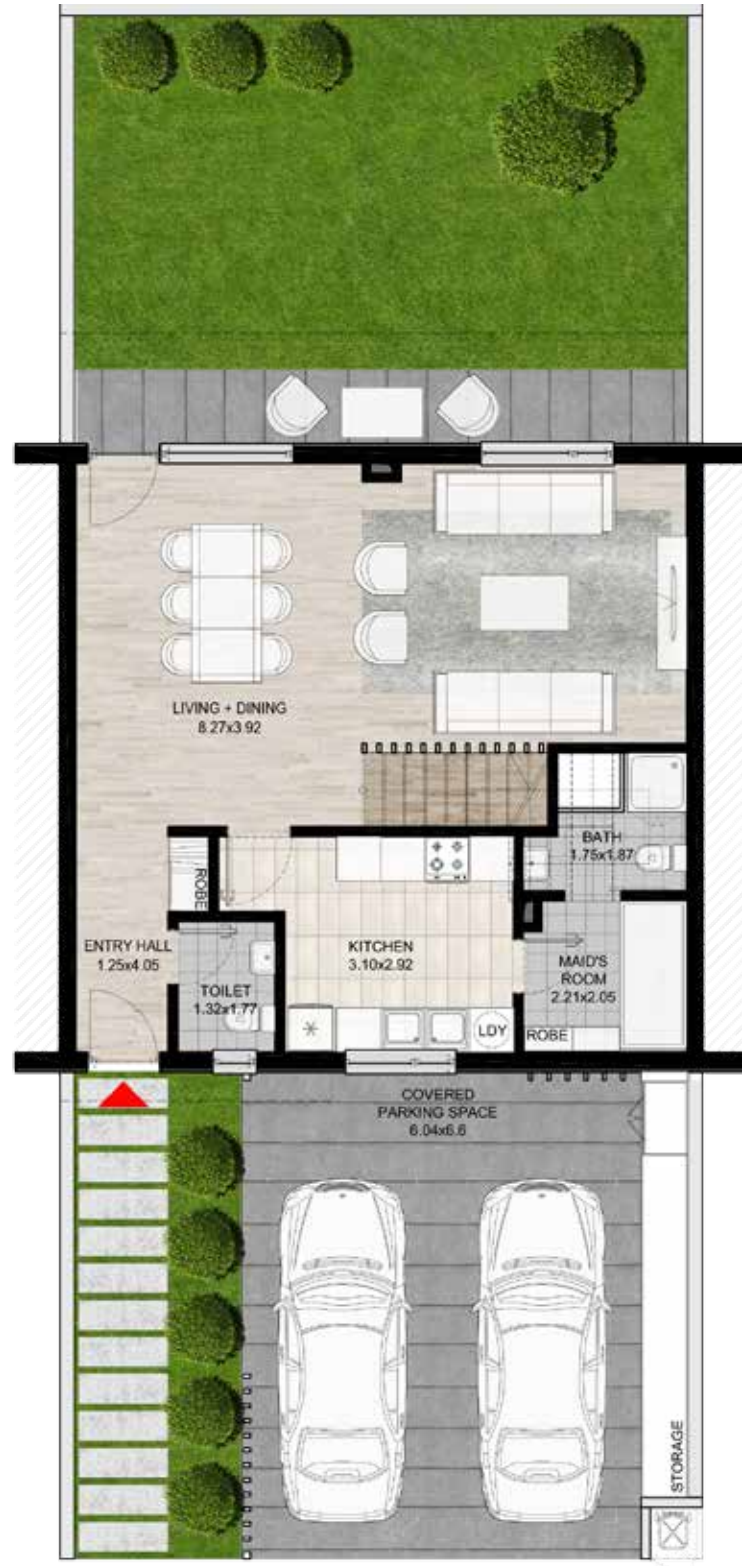 LIVING + DINING
8.27x3.92
BATH
1.75x1.87
ROBE
ENTRY HALL
1.25x4.05
KITCHEN
3.10x2.92
MAID'S
ROOM
2.21x2.05
TOILET
1.32x1.77
LDY
ROBE
COVERED
PARKING SPACE
6.04x6.6
STORAGE